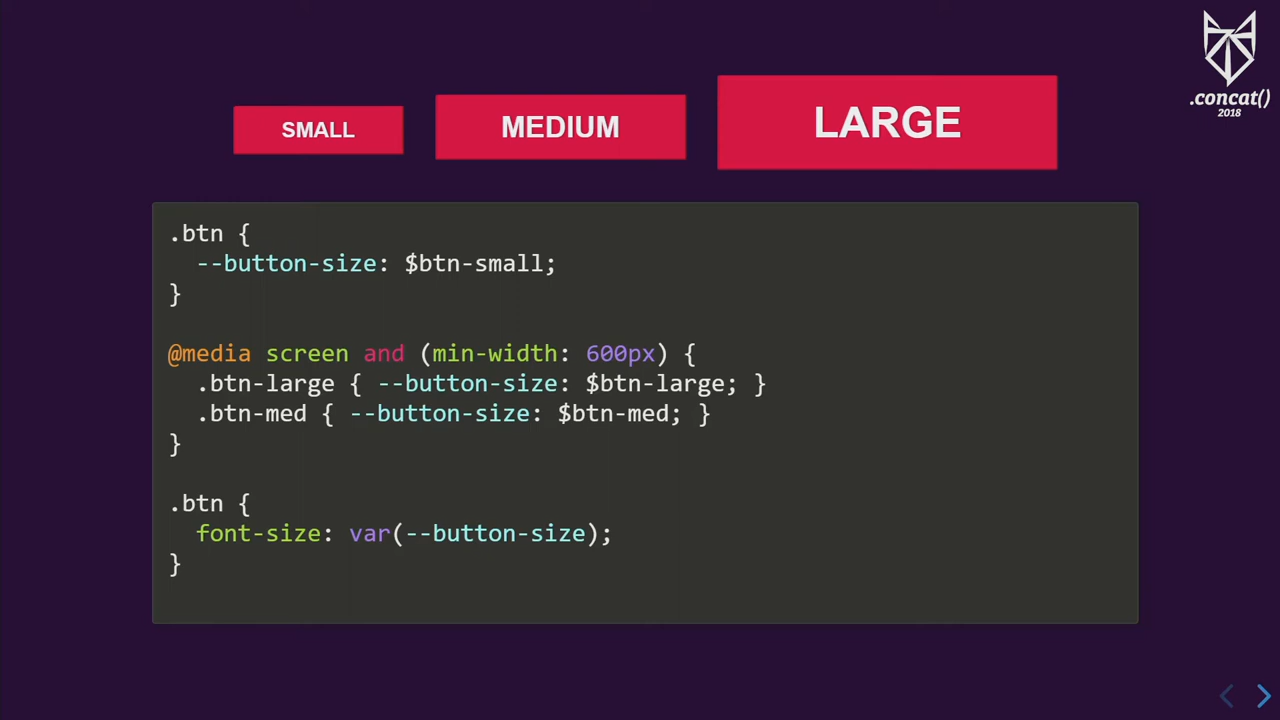 .concat()
2018
SMALL
MEDIUM
LARGE
.btn {
  --button-size: $btn-small;
}
@media screen and (min-width: 600px) {
  .btn-large { --button-size: $btn-large; }
  .btn-med { --button-size: $btn-med; }
}
.btn {
  font-size: var(--button-size);
}